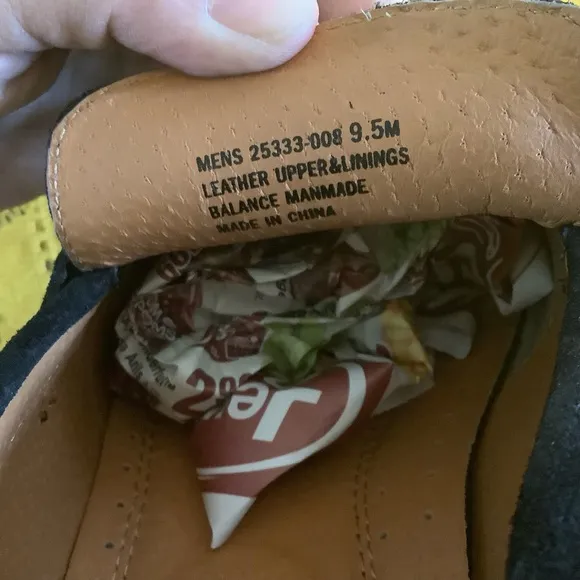 MENS 25333-008 9.5M
LEATHER UPPER&LININGS
BALANCE MANMADE
MADE IN CHINA